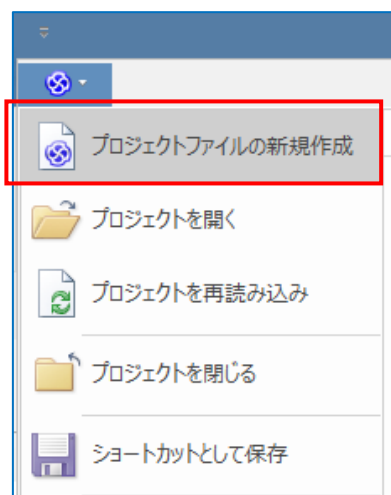 プロジェクトファイルの新規作成
プロジェクトを開く
プロジェクトを再読み込み
プロジェクトを閉じる
ショートカットとして保存